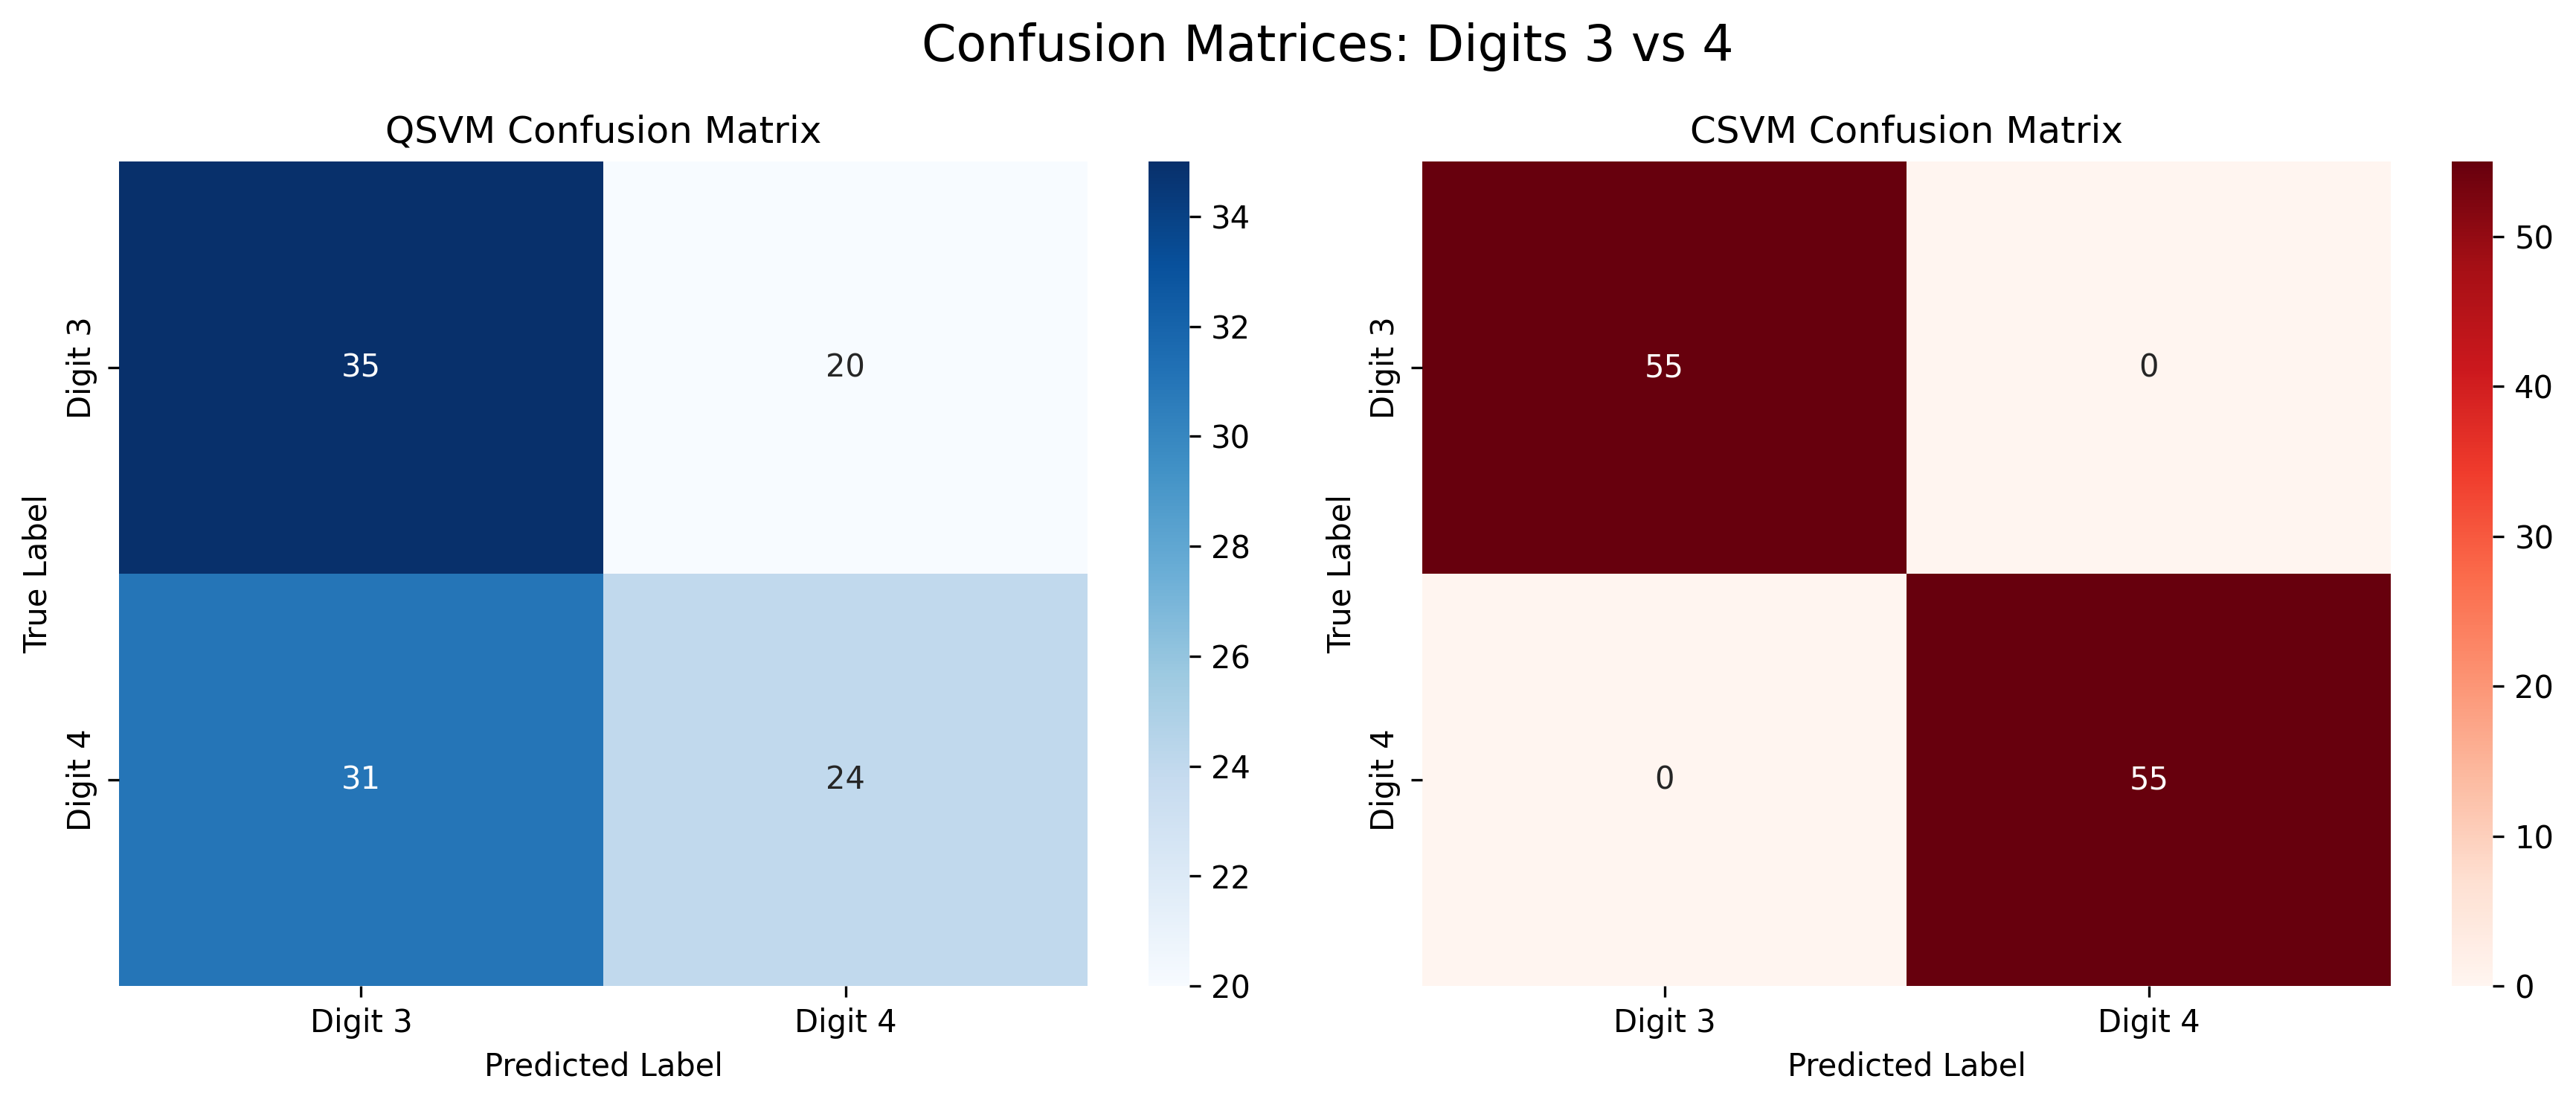 Confusion Matrices: Digits 3 vs 4
QSVM Confusion Matrix
True Label
Digit 3
Digit 4
35
20
31
24
Digit 3
Digit 4
Predicted Label
34
32
30
28
26
24
22
20
CSVM Confusion Matrix
True Label
Digit 3
Digit 4
55
0
0
55
Digit 3
Digit 4
Predicted Label
50
40
30
20
10
0